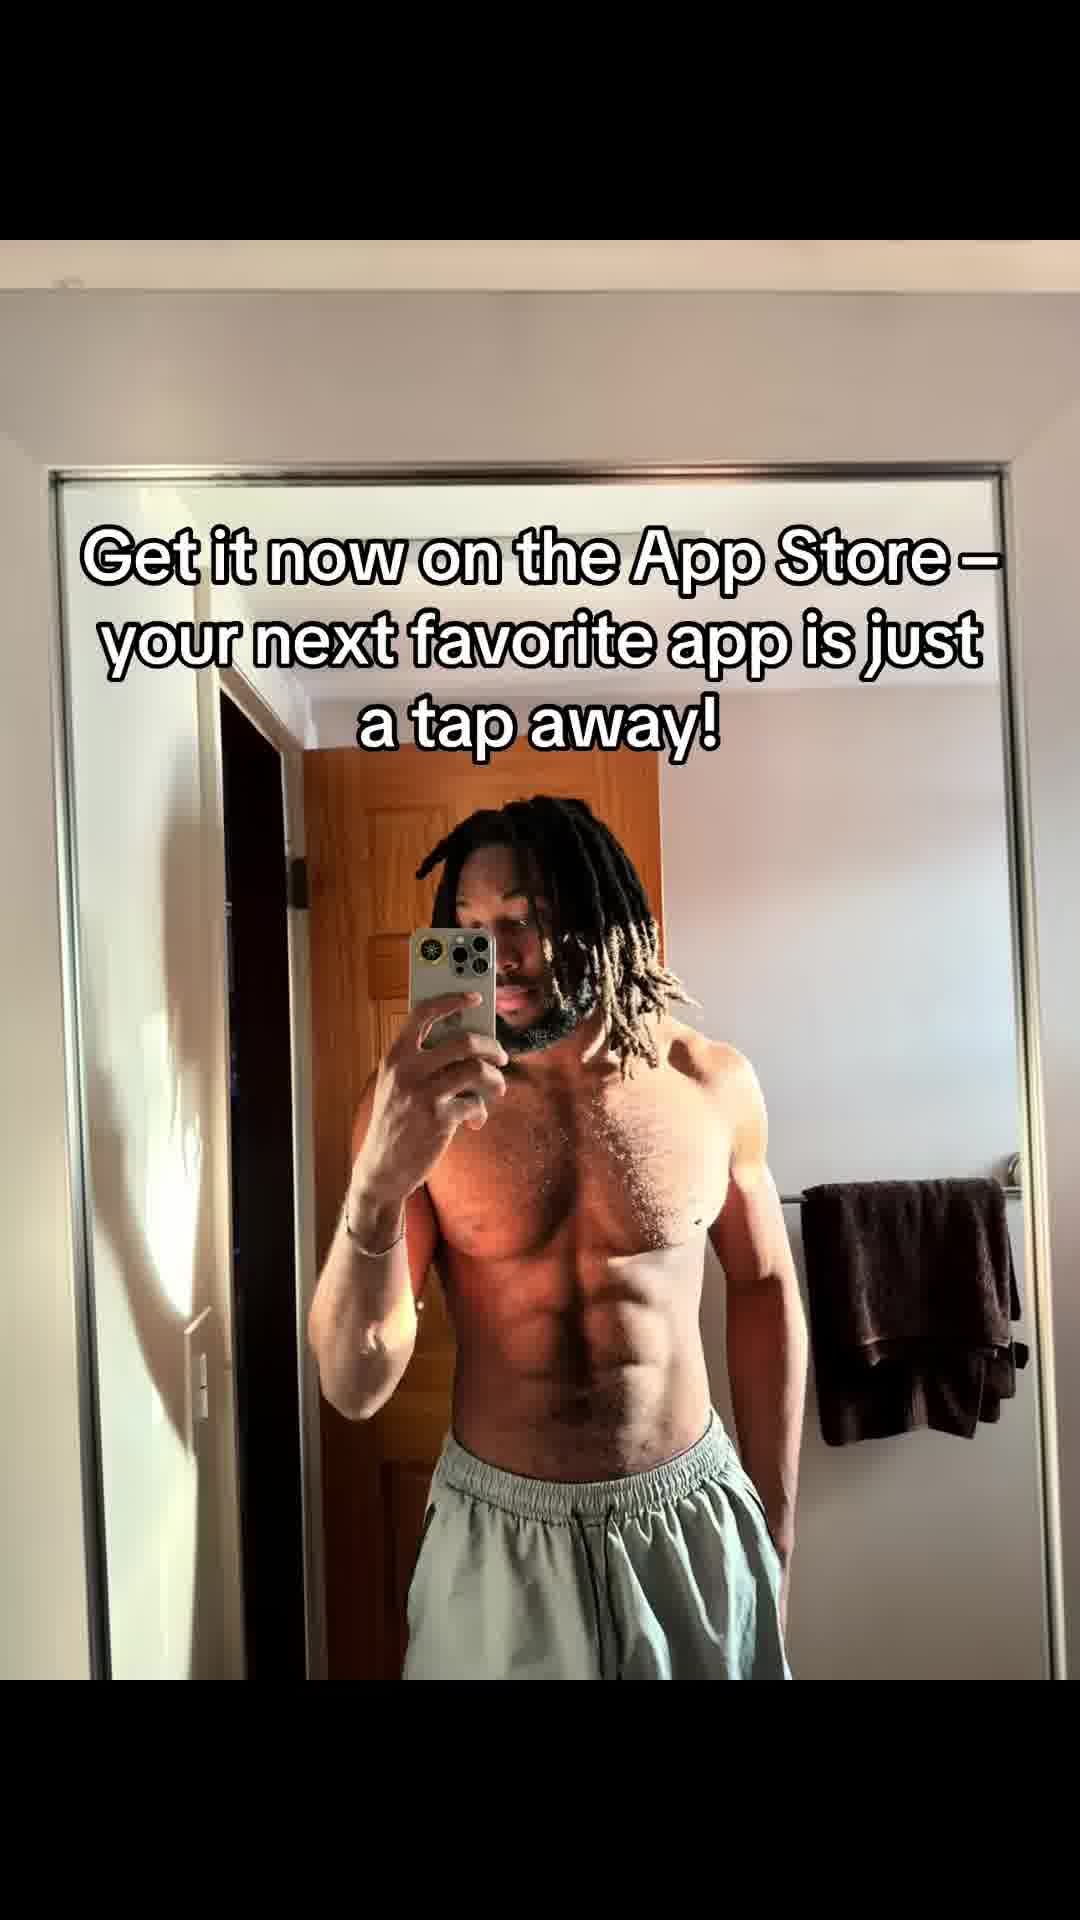 Get it now on the App Store –
your next favorite app is just
a tap away!